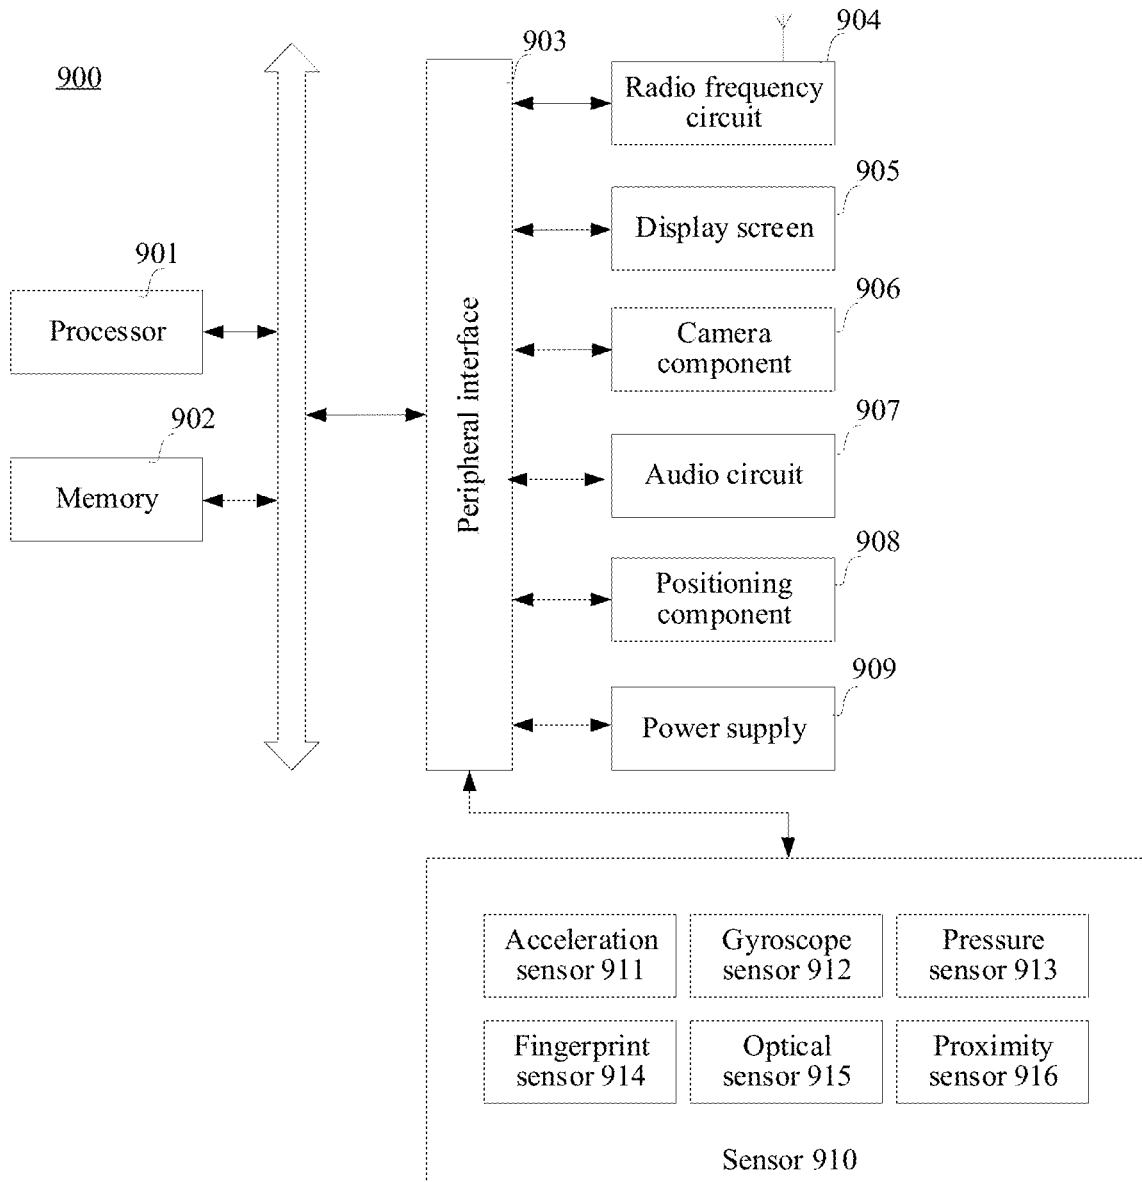 900
903
904
Radio frequency
circuit
905
Display screen
901
Processor
906
Camera
component
902
Memory
Peripheral interface
907
Audio circuit
908
Positioning
component
909
Power supply
Acceleration
sensor 911
Gyroscope
sensor 912
Pressure
sensor 913
Fingerprint
sensor 914
Optical
sensor 915
Proximity
sensor 916
Sensor 910